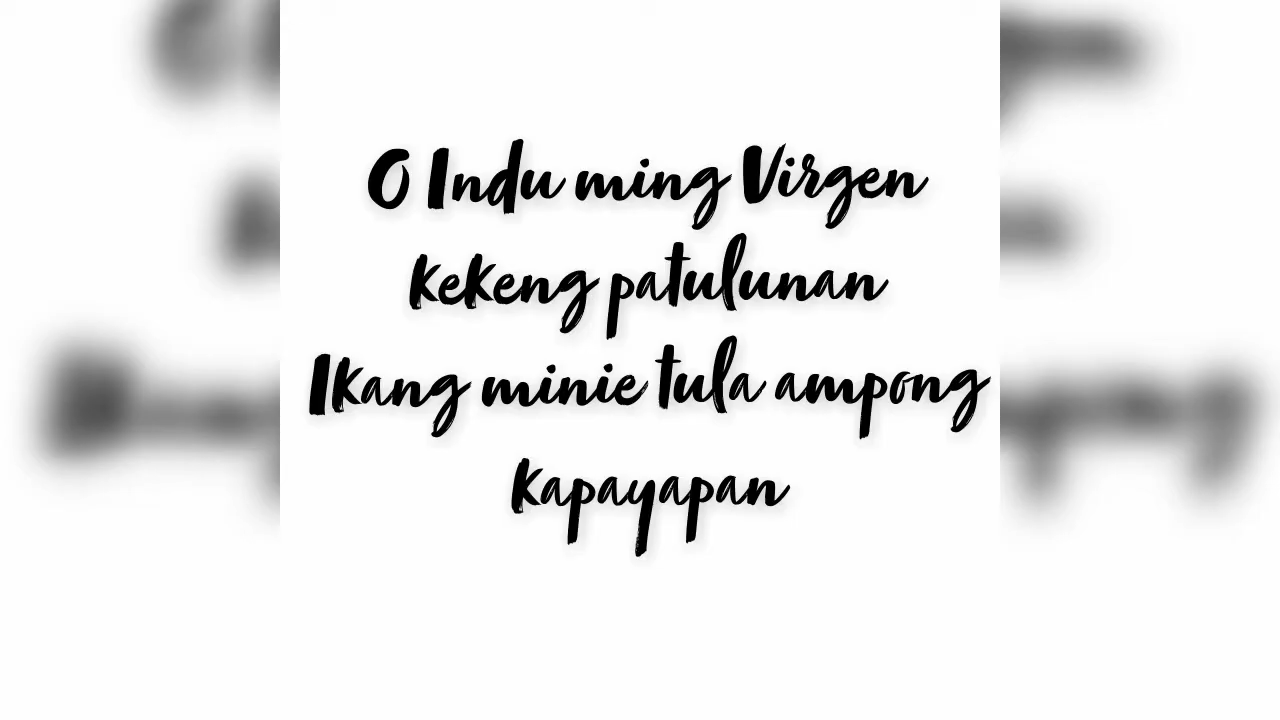 O Indu ming Virgen
kekeng patulunan
Ikang minie tula ampong
kapayapan